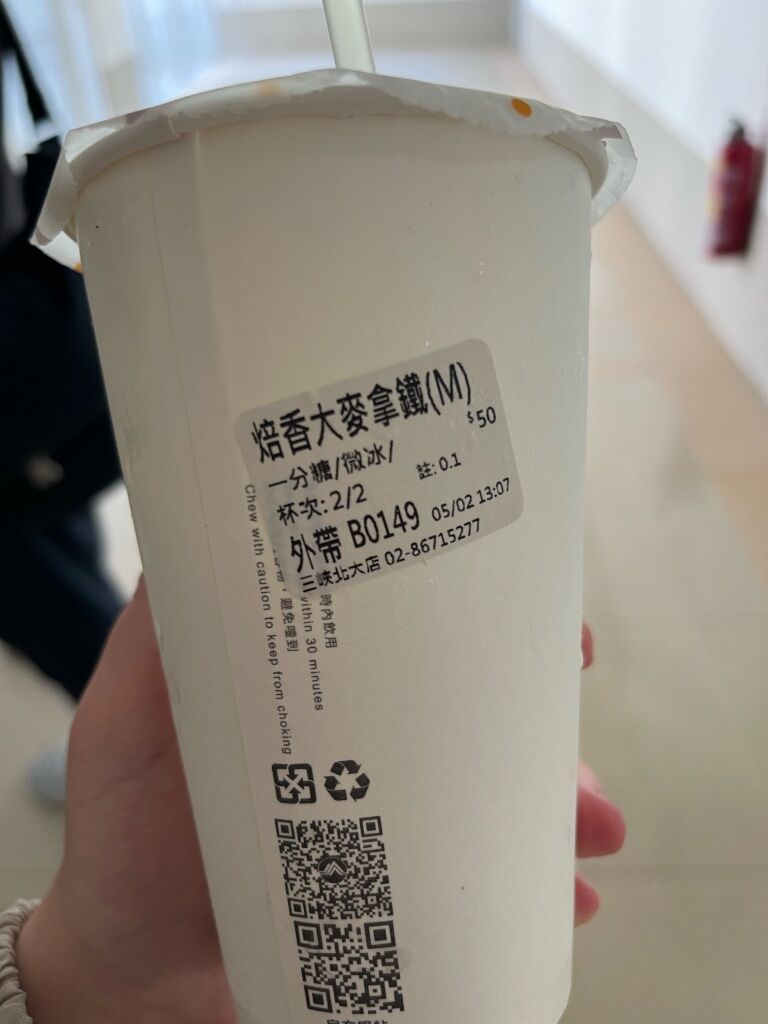 焙香大麥拿鐵(M)
$50
一分糖/微冰/
註: 0.1
杯次: 2/2
外帶 B0149 05/02 13:07
三峽北大店 02-86715277
時內飲用
within 30 minutes
避免噎到
Chew with caution to keep from choking